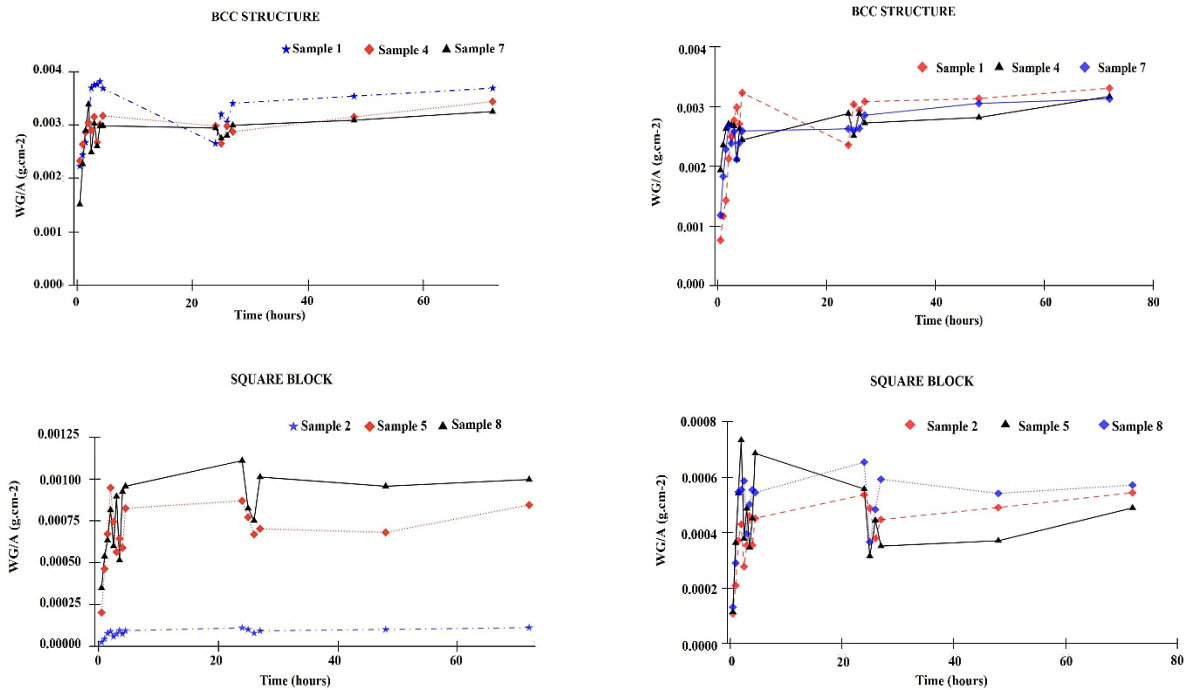 BCC STRUCTURE
Sample 1 Sample 4 Sample 7
0.004
0.003
0.002
0.001
0.000
WG/A (g.cm-2)
0 20 40 60
Time (hours)
BCC STRUCTURE
Sample 1 Sample 4 Sample 7
0.004
0.003
0.002
0.001
0.000
WG/A (g.cm-2)
0 20 40 60 80
Time (hours)
SQUARE BLOCK
Sample 2 Sample 5 Sample 8
0.00125
0.00100
0.00075
0.00050
0.00025
0.00000
WG/A (g.cm-2)
0 20 40 60
Time (hours)
SQUARE BLOCK
Sample 2 Sample 5 Sample 8
0.0008
0.0006
0.0004
0.0002
0.0000
WG/A (g.cm-2)
0 20 40 60 80
Time (hours)